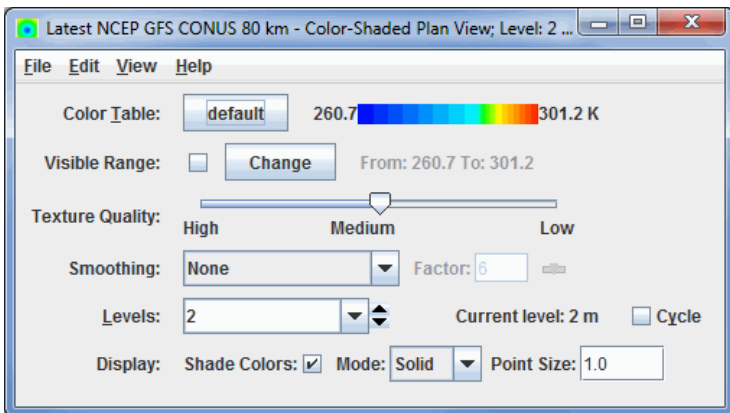 Latest NCEP GFS CONUS 80 km - Color-Shaded Plan View; Level: 2 ...
File Edit View Help
Color Table: default 260.7 301.2 K
Visible Range: Change From: 260.7 To: 301.2
Texture Quality:
High Medium Low
Smoothing: None Factor: 6
Levels: 2 Current level: 2 m Cycle
Display: Shade Colors: Mode: Solid Point Size: 1.0